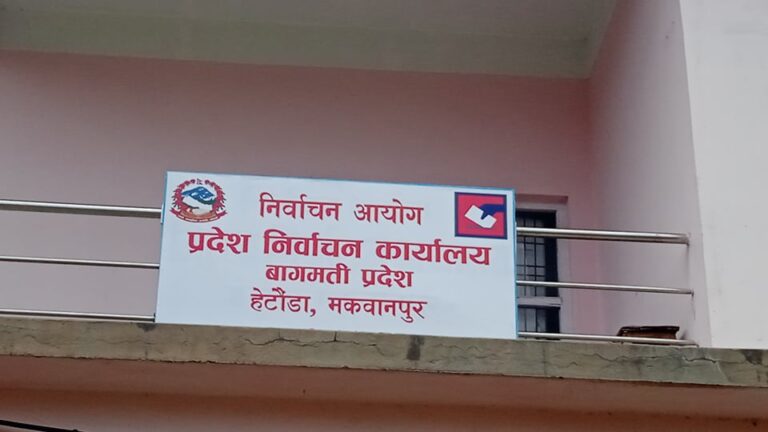 निर्वाचन आयोग
प्रदेश निर्वाचन कार्यालय
बागमती प्रदेश
हेटौंडा, मकवानपुर